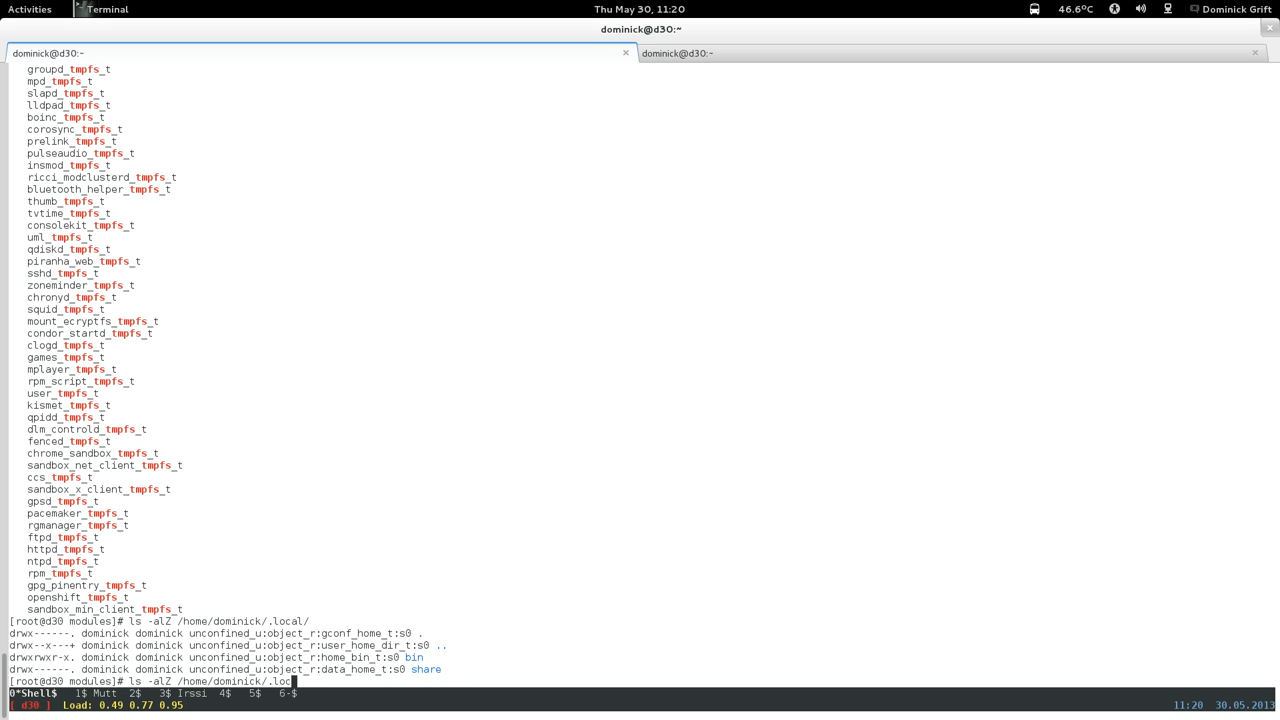 Activities Terminal Thu May 30, 11:20 46.6ºC Dominick Grift
dominick@d30:~
dominick@d30:~ dominick@d30:~
groupd_tmpfs_t
mpd_tmpfs_t
slapd_tmpfs_t
lldpad_tmpfs_t
boinc_tmpfs_t
corosync_tmpfs_t
prelink_tmpfs_t
pulseaudio_tmpfs_t
insmod_tmpfs_t
ricci_modclusterd_tmpfs_t
bluetooth_helper_tmpfs_t
thumb_tmpfs_t
tvtime_tmpfs_t
consolekit_tmpfs_t
uml_tmpfs_t
qdiskd_tmpfs_t
piranha_web_tmpfs_t
sshd_tmpfs_t
zoneminder_tmpfs_t
chronyd_tmpfs_t
squid_tmpfs_t
mount_ecryptfs_tmpfs_t
condor_startd_tmpfs_t
clogd_tmpfs_t
games_tmpfs_t
mplayer_tmpfs_t
rpm_script_tmpfs_t
user_tmpfs_t
kismet_tmpfs_t
qpidd_tmpfs_t
dlm_controld_tmpfs_t
fenced_tmpfs_t
chrome_sandbox_tmpfs_t
sandbox_net_client_tmpfs_t
ccs_tmpfs_t
sandbox_x_client_tmpfs_t
gpsd_tmpfs_t
pacemaker_tmpfs_t
rgmanager_tmpfs_t
ftpd_tmpfs_t
httpd_tmpfs_t
ntpd_tmpfs_t
rpm_tmpfs_t
gpg_pinentry_tmpfs_t
openshift_tmpfs_t
sandbox_min_client_tmpfs_t
[root@d30 modules]# ls -alZ /home/dominick/.local/
drwx------. dominick dominick unconfined_u:object_r:gconf_home_t:s0 .
drwx--x---+ dominick dominick unconfined_u:object_r:user_home_dir_t:s0 ..
drwxrwxr-x. dominick dominick unconfined_u:object_r:home_bin_t:s0 bin
drwx------. dominick dominick unconfined_u:object_r:data_home_t:s0 share
[root@d30 modules]# ls -alZ /home/dominick/.loc
0*Shell$ 1$ Mutt 2$ 3$ Irssi 4$ 5$ 6-$
[ d30 ] Load: 0.49 0.77 0.95 11:20 30.05.2013